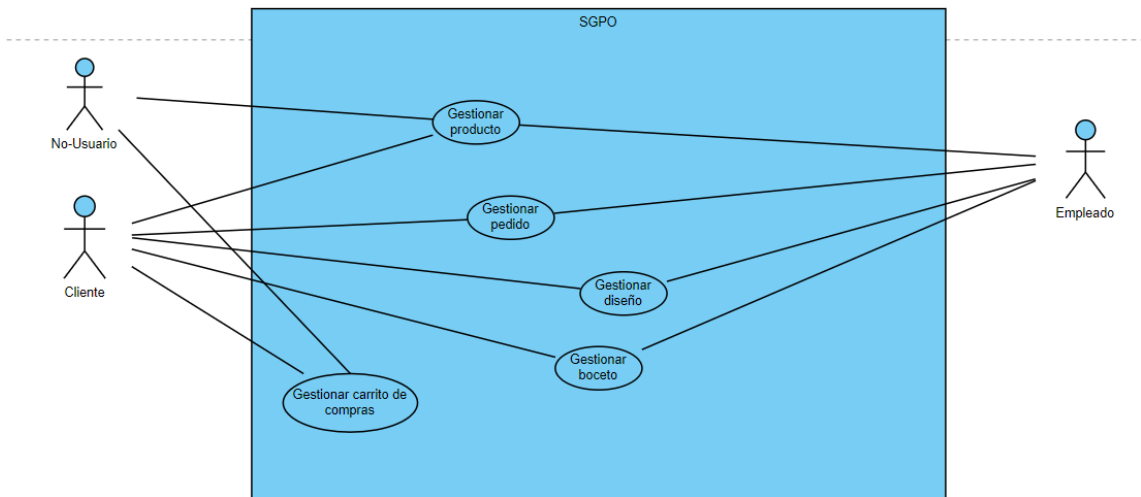 SGPO
No-Usuario
Gestionar
producto
Empleado
Gestionar
pedido
Cliente
Gestionar
diseño
Gestionar
boceto
Gestionar carrito de
compras